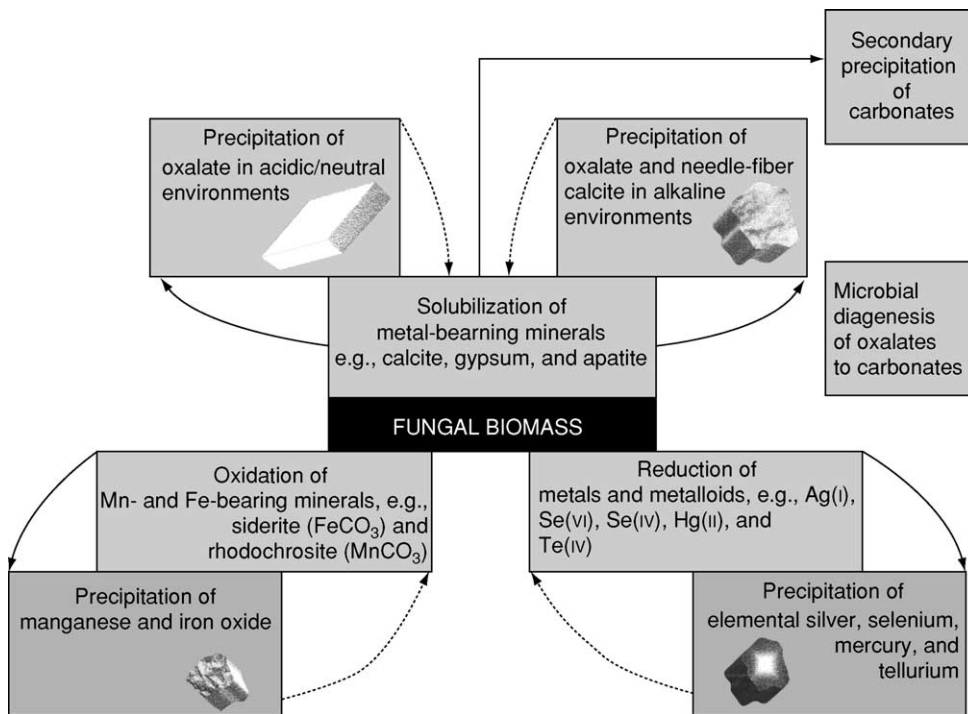 Secondary
precipitation
of
carbonates
Precipitation of
oxalate in acidic/neutral
environments
Precipitation of
oxalate and needle-fiber
calcite in alkaline
environments
Solubilization of
metal-bearning minerals
e.g., calcite, gypsum, and apatite
Microbial
diagenesis
of oxalates
to carbonates
FUNGAL BIOMASS
Oxidation of
Mn- and Fe-bearing minerals, e.g.,
siderite (FeCO₃) and
rhodochrosite (MnCO₃)
Reduction of
metals and metalloids, e.g., Ag(I),
Se(VI), Se(IV), Hg(II), and
Te(IV)
Precipitation of
manganese and iron oxide
Precipitation of
elemental silver, selenium,
mercury, and
tellurium